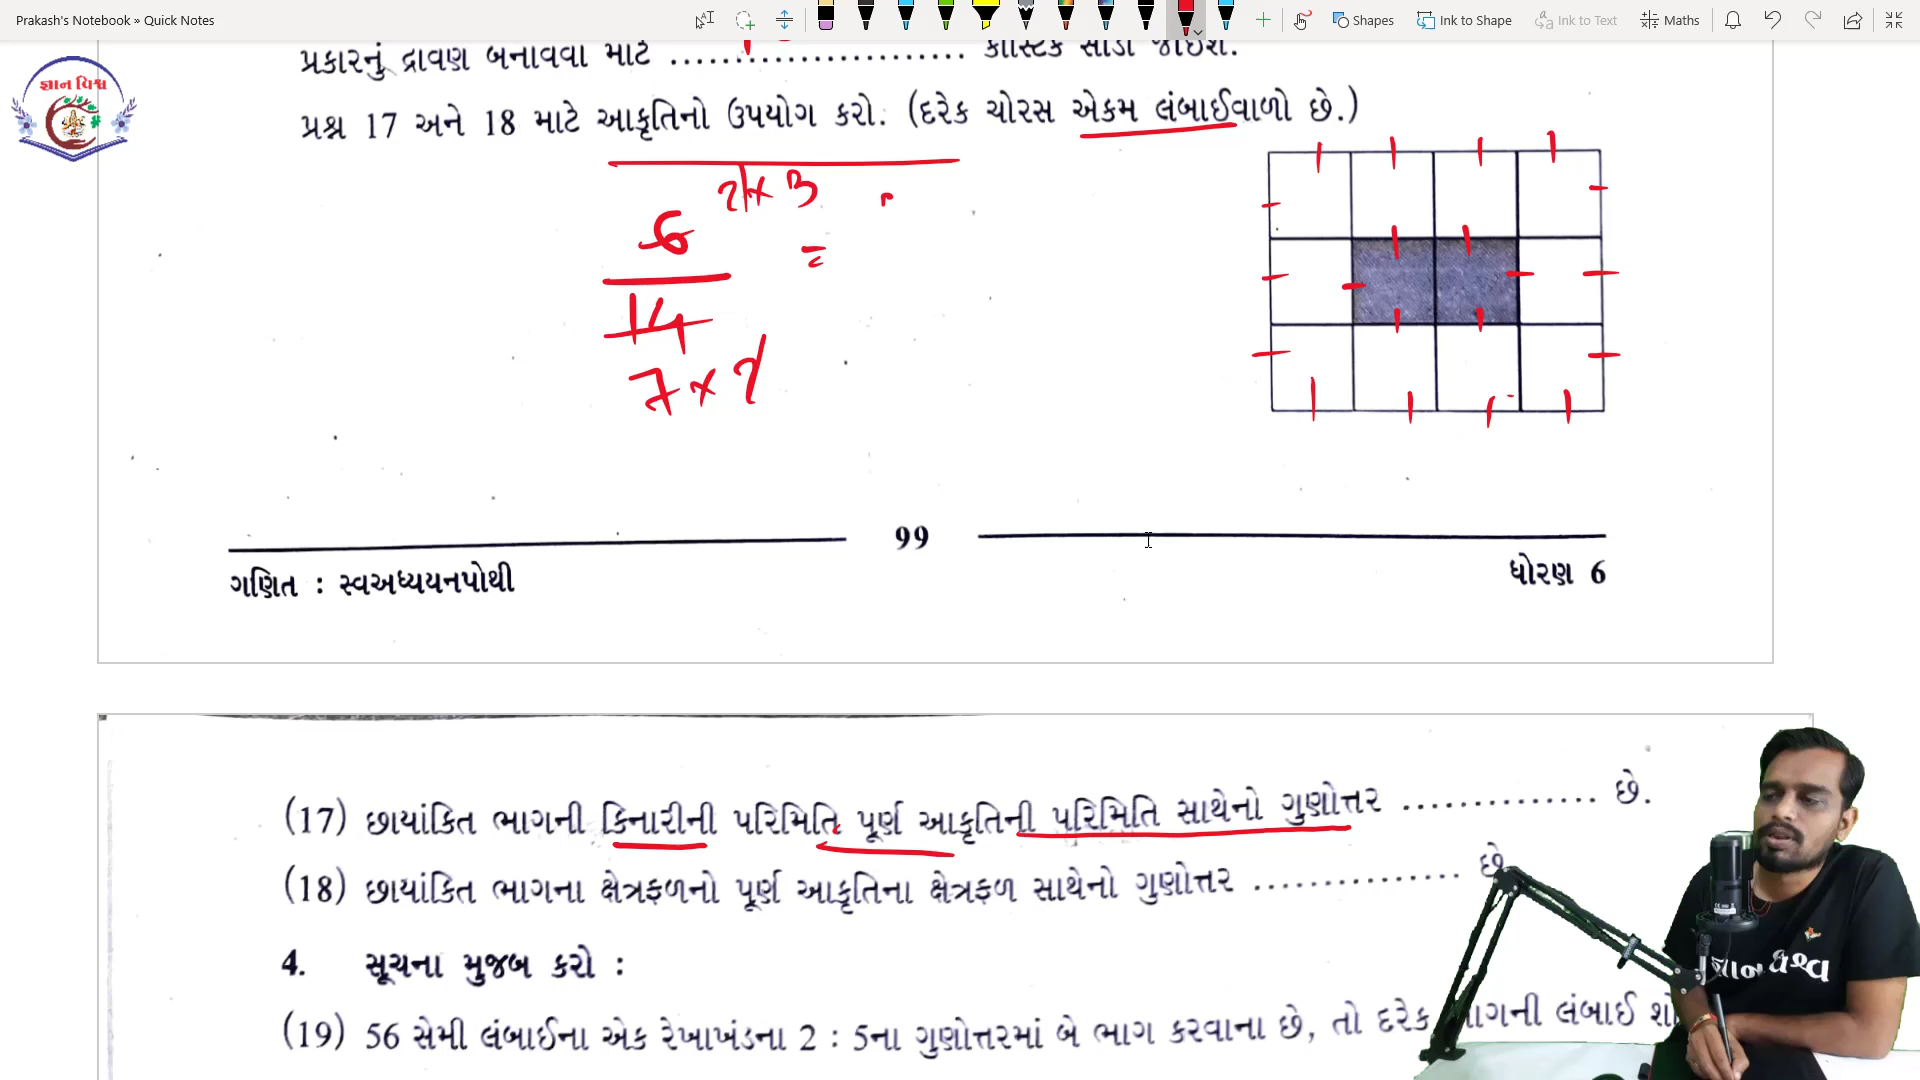 Prakash's Notebook » Quick Notes
Shapes
Ink to Shape
Ink to Text
Maths
જ્ઞાન વિશ્વ
પ્રકારનું દ્રાવણ બનાવવા માટે ...................... કોસ્ટિક સોડા જોઈશે.
પ્રશ્ન 17 અને 18 માટે આકૃતિનો ઉપયોગ કરો. (દરેક ચોરસ એકમ લંબાઈવાળો છે.)
2 × 3
6
=
14
7 × 2
99
ગણિત : સ્વઅધ્યયનપોથી
ધોરણ 6
(17) છાયાંકિત ભાગની કિનારીની પરિમિતિ પૂર્ણ આકૃતિની પરિમિતિ સાથેનો ગુણોત્તર ............... છે.
(18) છાયાંકિત ભાગના ક્ષેત્રફળનો પૂર્ણ આકૃતિના ક્ષેત્રફળ સાથેનો ગુણોત્તર ................ છે
4. સૂચના મુજબ કરો :
(19) 56 સેમી લંબાઈના એક રેખાખંડના 2 : 5ના ગુણોત્તરમાં બે ભાગ કરવાના છે, તો દરેક ભાગની લંબાઈ શો
જ્ઞાન વિશ્વ